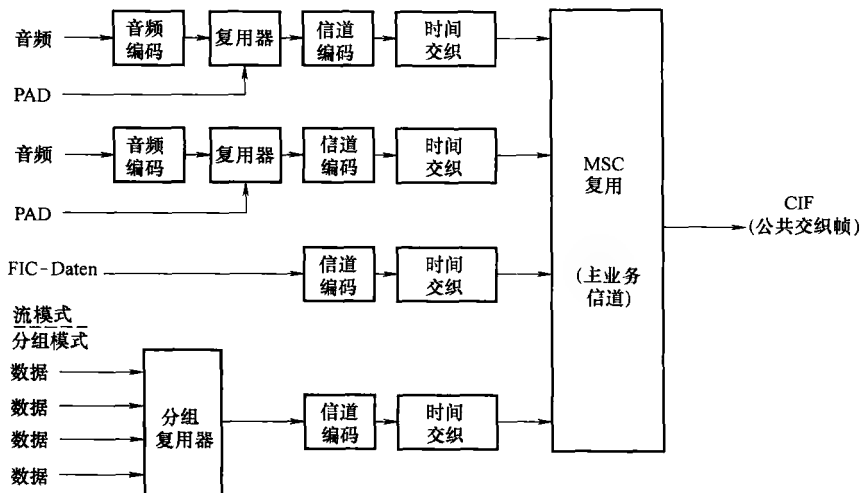 音频
音频
编码
复用器
信道
编码
时间
交织
PAD
音频
音频
编码
复用器
信道
编码
时间
交织
PAD
MSC
复用
(主业务
信道)
CIF
(公共交织帧)
FIC-Daten
信道
编码
时间
交织
流模式
分组模式
数据
数据
数据
数据
分组
复用器
信道
编码
时间
交织